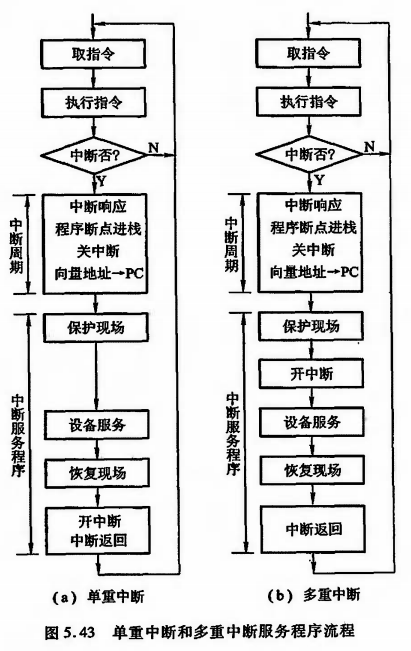 取指令
执行指令
中断否?
N
Y
中断周期
中断响应
程序断点进栈
关中断
向量地址→PC
中断服务程序
保护现场
设备服务
恢复现场
开中断
中断返回
(a) 单重中断
取指令
执行指令
中断否?
N
Y
中断周期
中断响应
程序断点进栈
关中断
向量地址→PC
中断服务程序
保护现场
开中断
设备服务
恢复现场
中断返回
(b) 多重中断
图 5.43 单重中断和多重中断服务程序流程